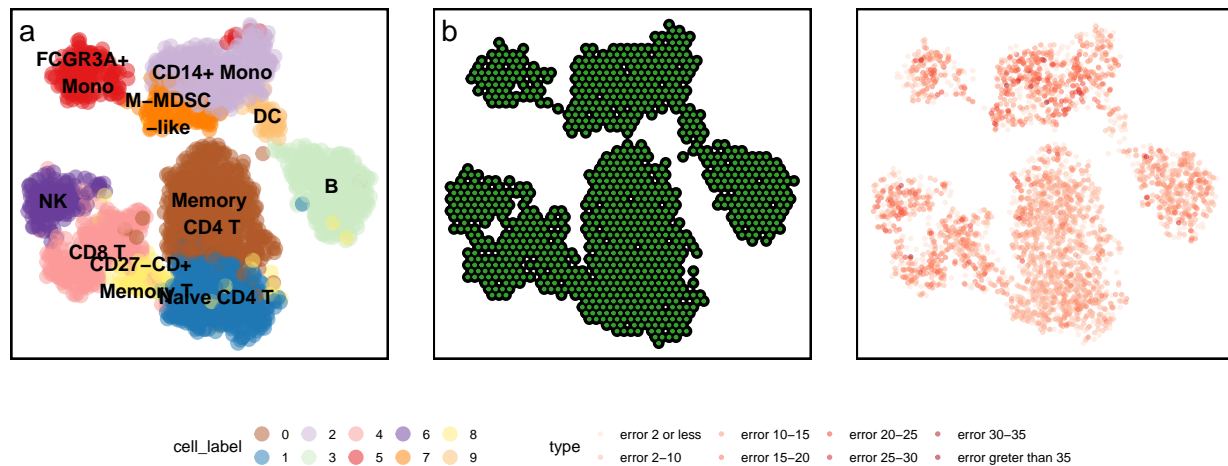 a
FCGR3A+
Mono
CD14+ Mono
M−MDSC
−like
DC
B
NK
Memory
CD4 T
CD8 T
CD27−CD+
Memory T
Naive CD4 T
b
cell_label
0 2 4 6 8
1 3 5 7 9
type
error 2 or less error 10−15 error 20−25 error 30−35
error 2−10 error 15−20 error 25−30 error greter than 35